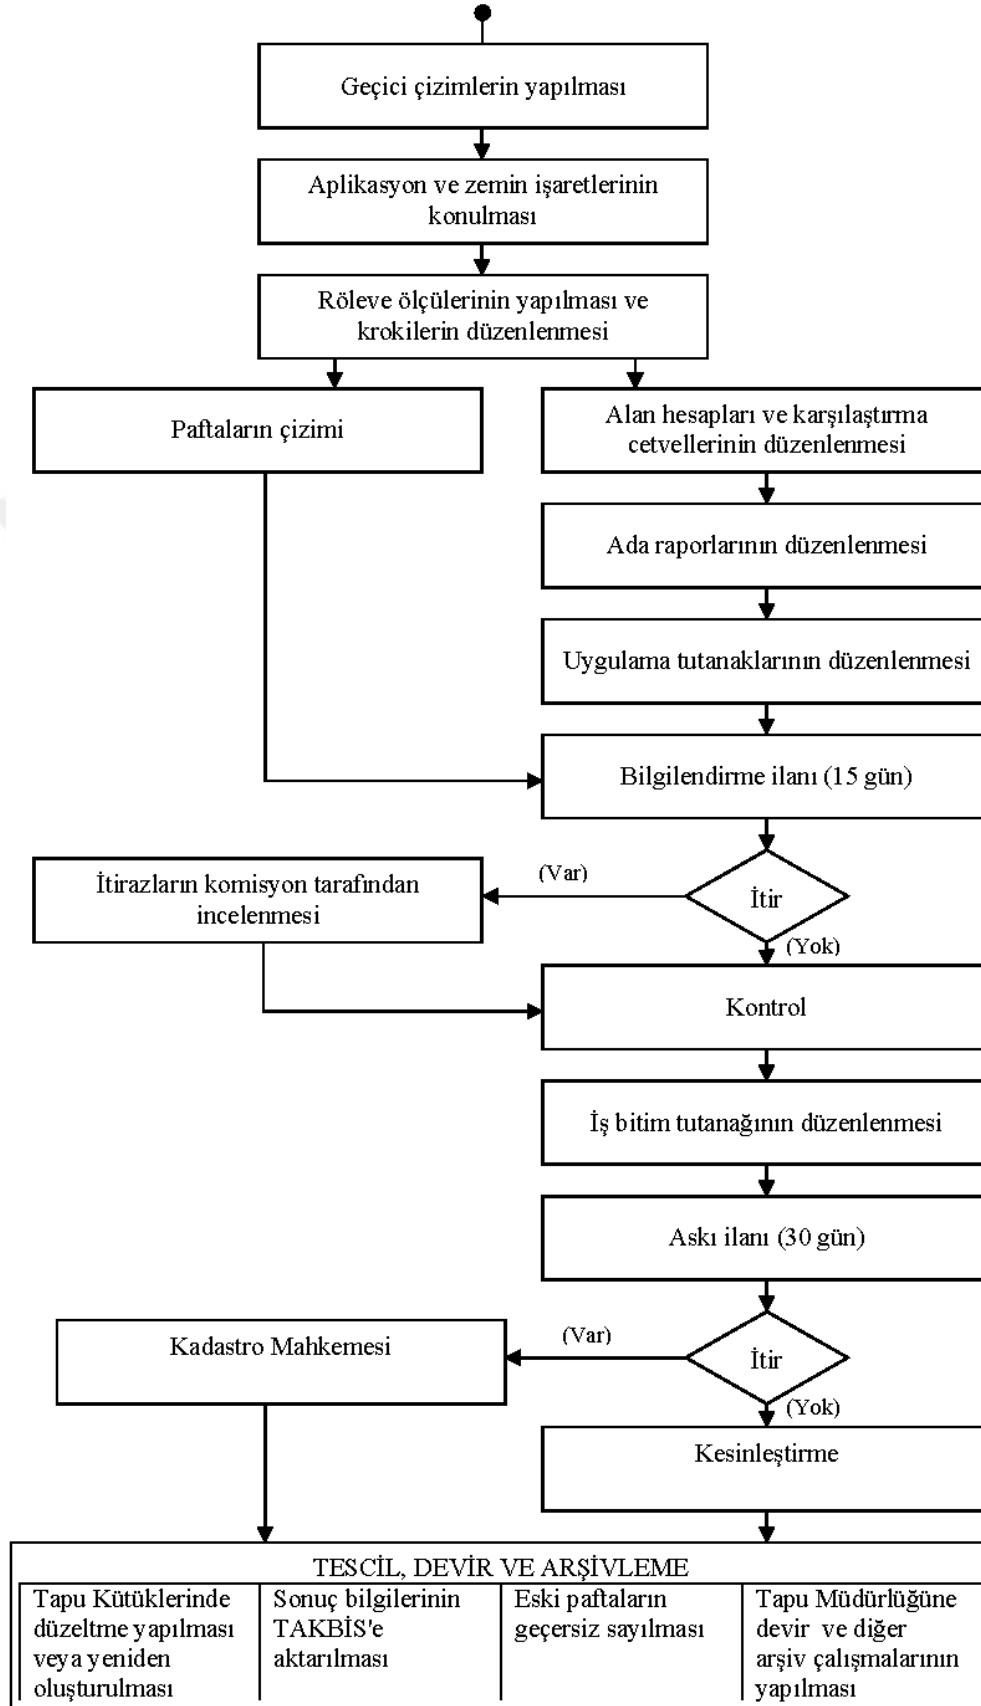 Geçici çizimlerin yapılması
Aplikasyon ve zemin işaretlerinin
konulması
Röleve ölçülerinin yapılması ve
krokilerin düzenlenmesi
Paftaların çizimi
Alan hesapları ve karşılaştırma
cetvellerinin düzenlenmesi
Ada raporlarının düzenlenmesi
Uygulama tutanaklarının düzenlenmesi
Bilgilendirme ilanı (15 gün)
İtirazların komisyon tarafından
incelenmesi
(Var)
İtir
(Yok)
Kontrol
İş bitim tutanağının düzenlenmesi
Askı ilanı (30 gün)
Kadastro Mahkemesi
(Var)
İtir
(Yok)
Kesinleştirme
TESCİL, DEVİR VE ARŞİVLEME
Tapu Kütüklerinde
düzeltme yapılması
veya yeniden
oluşturulması
Sonuç bilgilerinin
TAKBİS'e
aktarılması
Eski paftaların
geçersiz sayılması
Tapu Müdürlüğüne
devir ve diğer
arşiv çalışmalarının
yapılması